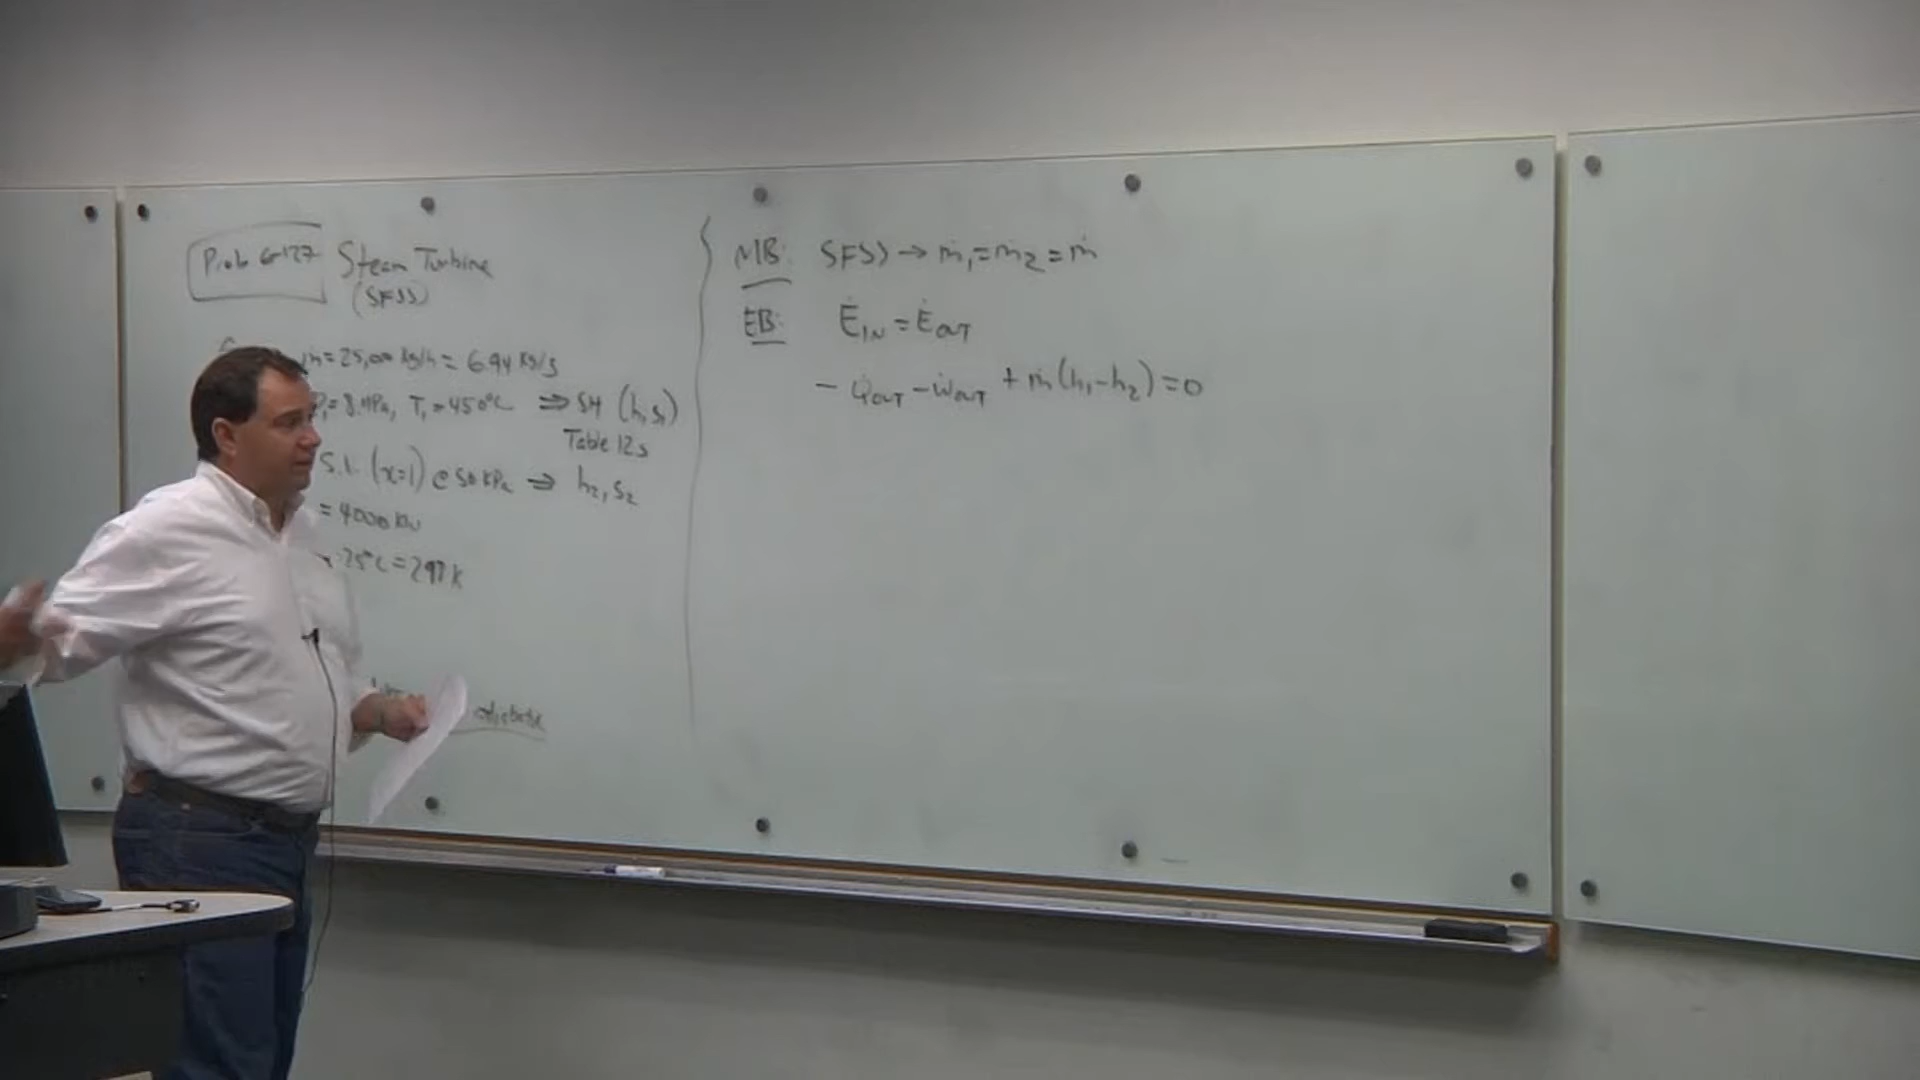 Prob 6-127 Steam Turbine
(SFSS)
ṁ = 25,000 kg/h = 6.94 kg/s
P₁ = 8 MPa, T₁ = 450°C ⇒ SH (h₁, s₁)
Table 12s
(x=1) @ 50 kPa ⇒ h₂, s₂
= 4000 kW
25°C = 298 K
adiabatic
MB: SFSS → ṁ₁ = ṁ₂ = ṁ
EB: Ė_IN = Ė_OUT
- Q̇_OUT - Ẇ_OUT + ṁ(h₁-h₂) = 0